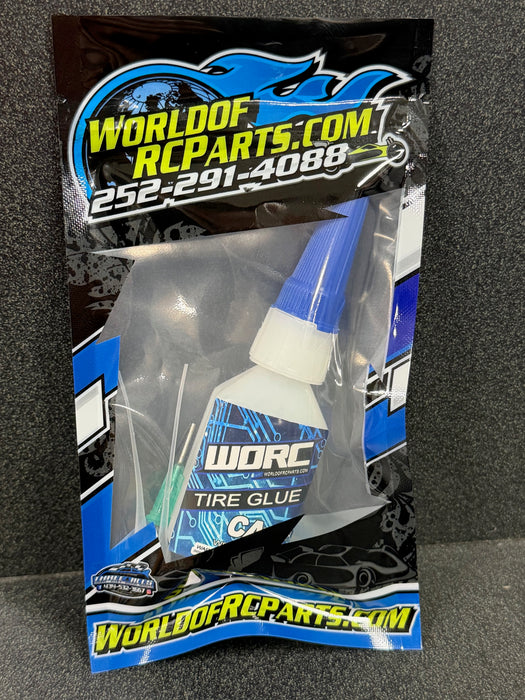 WORLDOF
RCPARTS.COM
252-291-4088
WORC
WORLDOFRCPARTS.COM
TIRE GLUE
CA
WORLDOFRCPARTS.COM